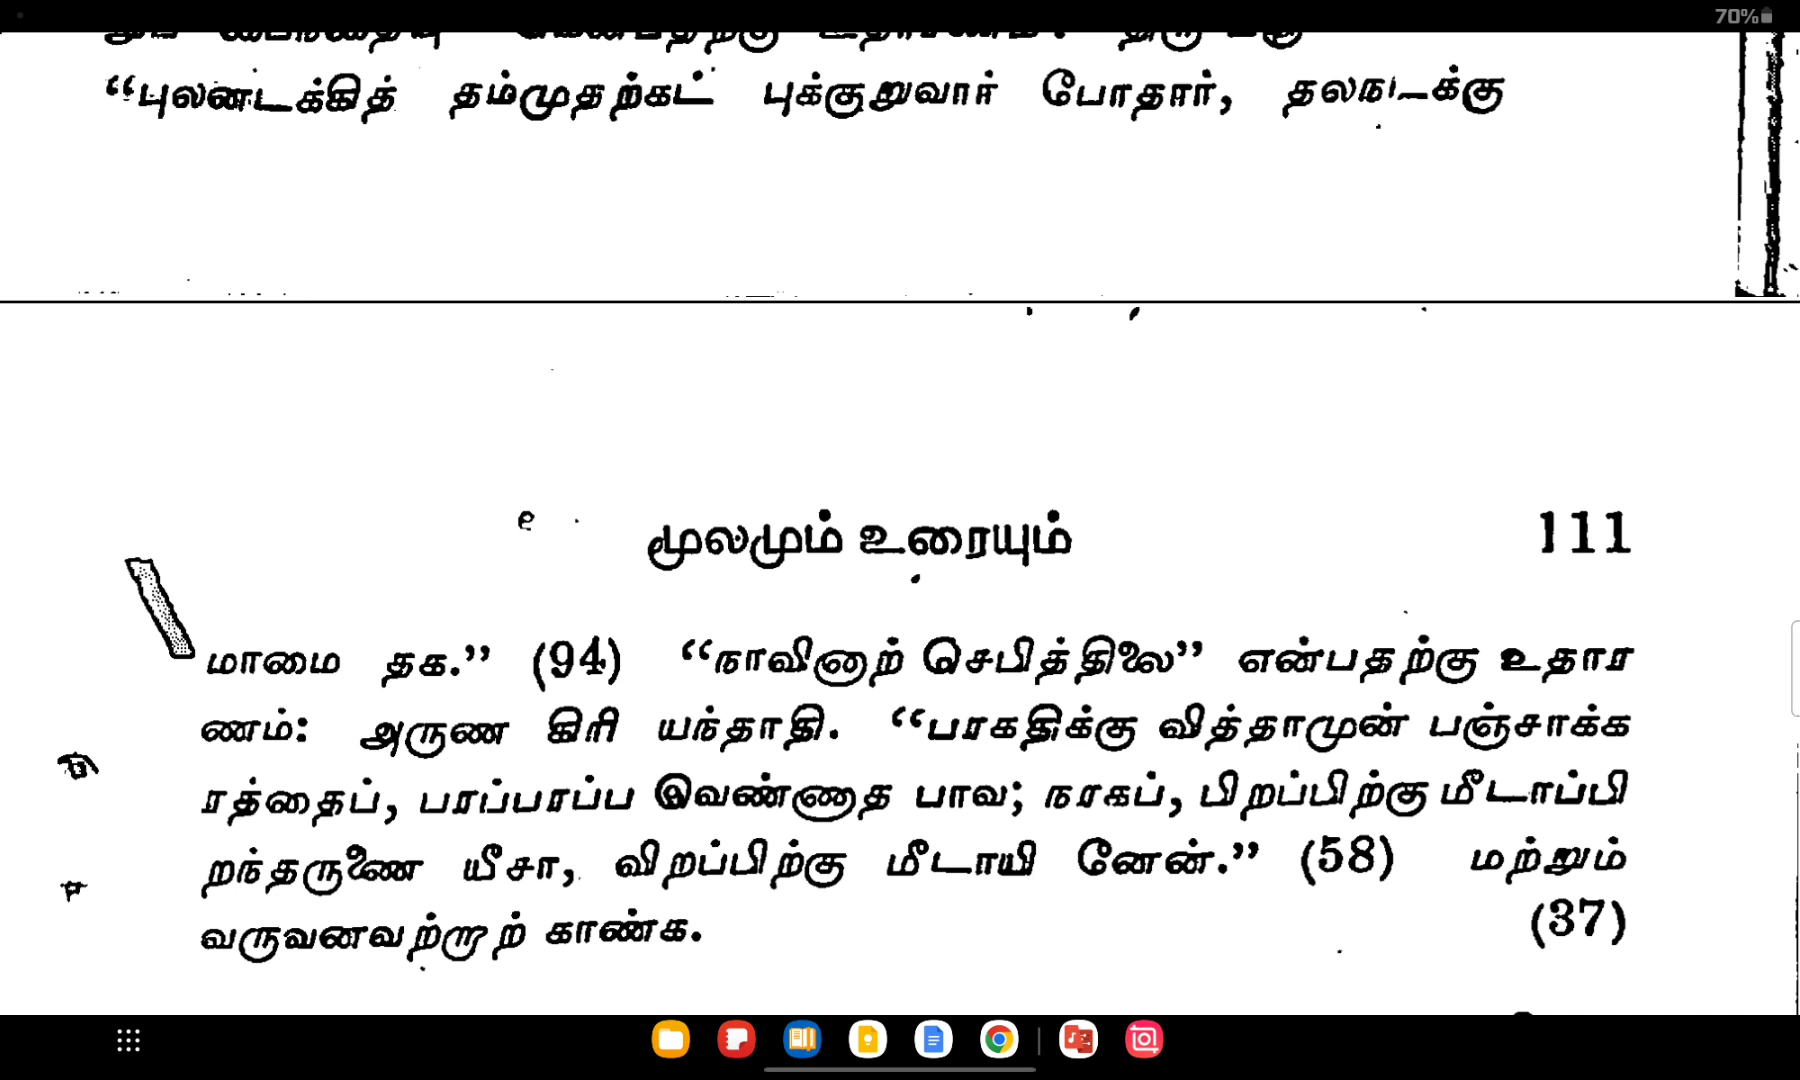 70%
“புலனடக்கித் தம்முதற்கட் புக்குறுவார் போதார், தலநடக்கு
மூலமும் உரையும் 111
மாமை தக.” (94) “நாவினாற் செபித்திலை” என்பதற்கு உதார
ணம்: அருண கிரி யந்தாதி. “பரகதிக்கு வித்தாமுன் பஞ்சாக்க
ரத்தைப், பரப்பரப்ப இவண்ணாத பாவ; நரகப், பிறப்பிற்கு மீடாப்பி
றந்தருணை யீசா, விறப்பிற்கு மீடாயி னேன்.” (58) மற்றும்
வருவனவற்றாற் காண்க. (37)